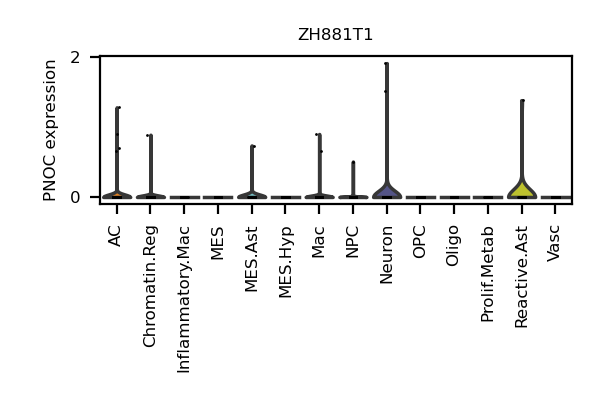 ZH881T1
PNOC expression
2
0
AC
Chromatin.Reg
Inflammatory.Mac
MES
MES.Ast
MES.Hyp
Mac
NPC
Neuron
OPC
Oligo
Prolif.Metab
Reactive.Ast
Vasc